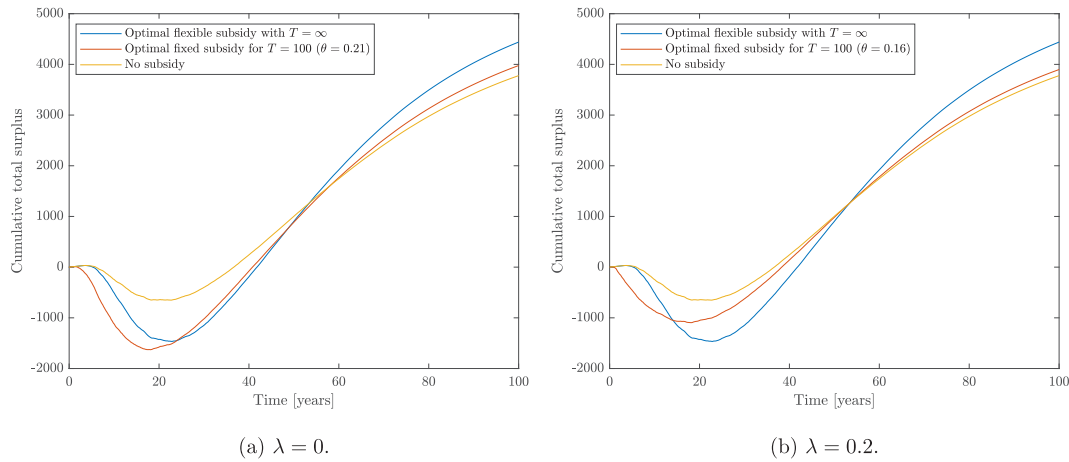 5000
4000
3000
2000
1000
0
-1000
-2000
Cumulative total surplus
Optimal flexible subsidy with T = ∞
Optimal fixed subsidy for T = 100 (θ = 0.21)
No subsidy
0 20 40 60 80 100
Time [years]
(a) λ = 0.
5000
4000
3000
2000
1000
0
-1000
-2000
Cumulative total surplus
Optimal flexible subsidy with T = ∞
Optimal fixed subsidy for T = 100 (θ = 0.16)
No subsidy
0 20 40 60 80 100
Time [years]
(b) λ = 0.2.